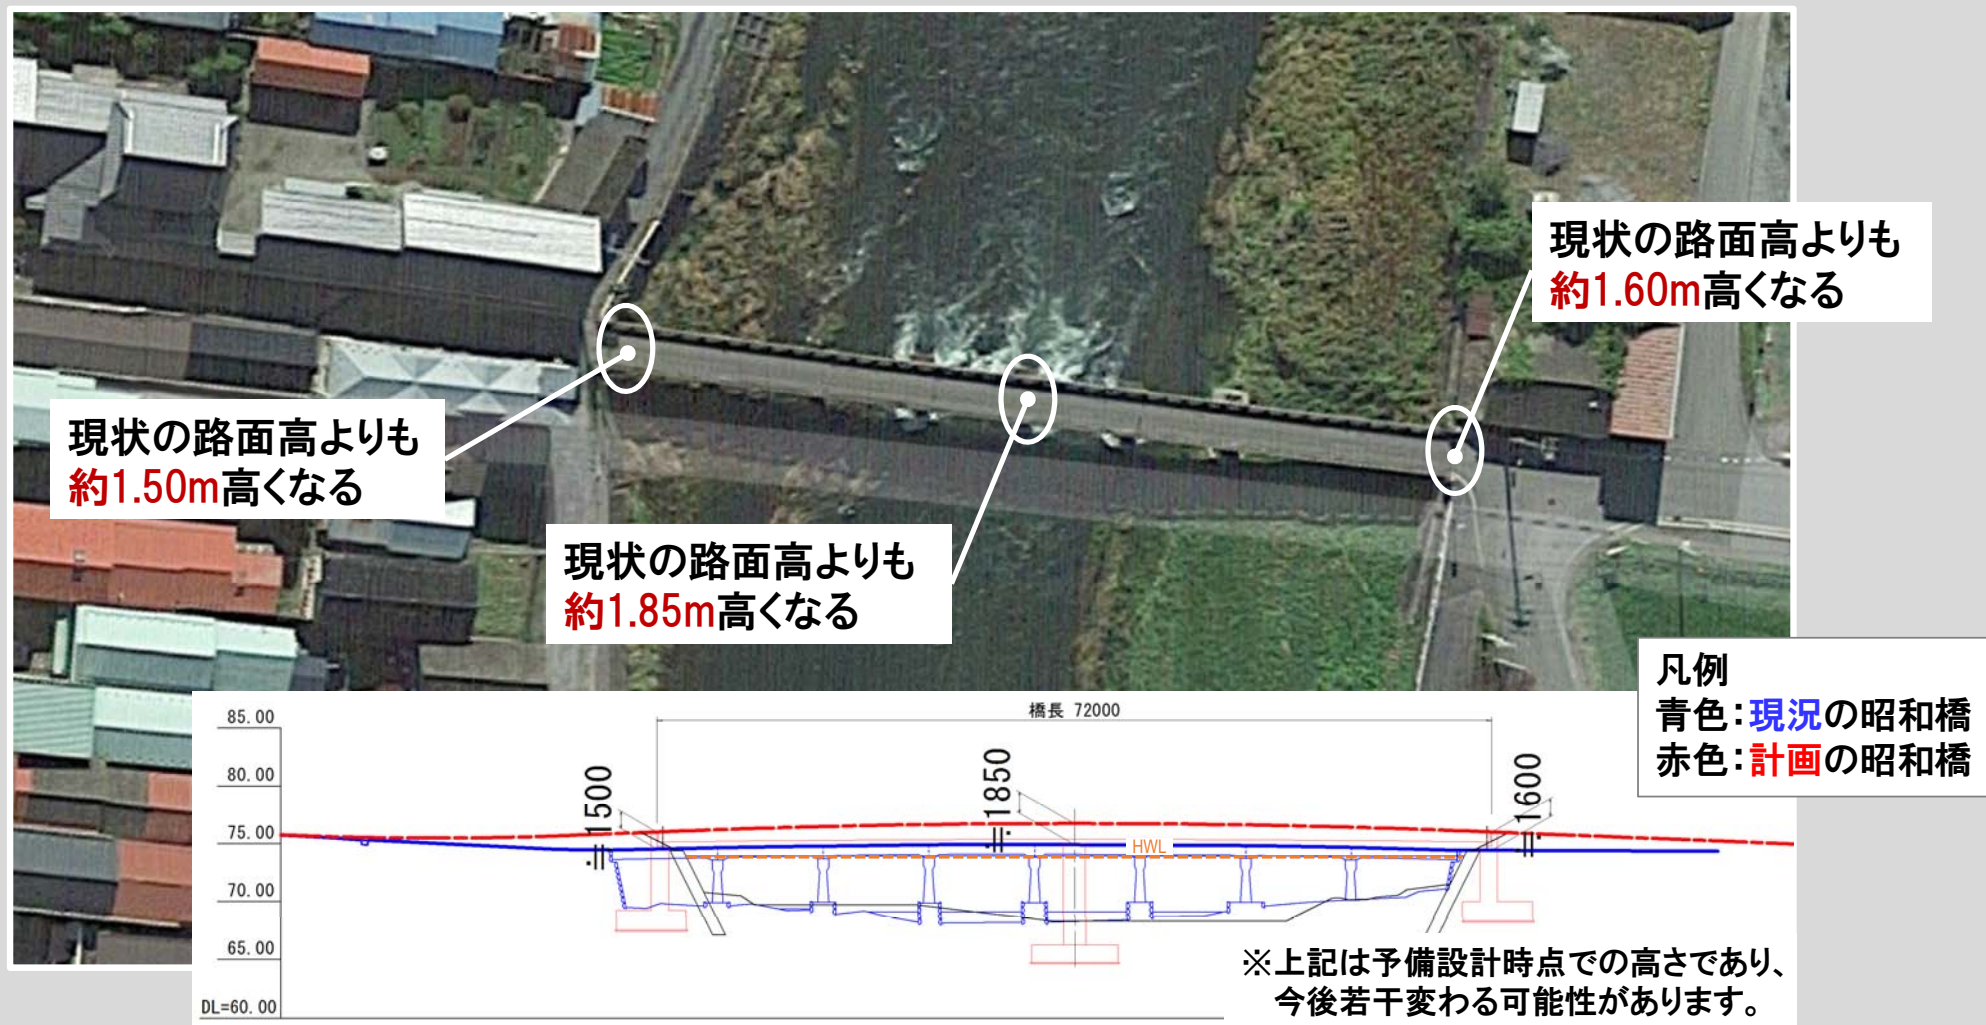 現状の路面高よりも
約1.60m高くなる
現状の路面高よりも
約1.50m高くなる
現状の路面高よりも
約1.85m高くなる
凡例
青色：現況の昭和橋
赤色：計画の昭和橋
橋長 72000
85.00
80.00
75.00
70.00
65.00
DL=60.00
≒1500
≒1850
≒1600
HWL
※上記は予備設計時点での高さであり、
今後若干変わる可能性があります。